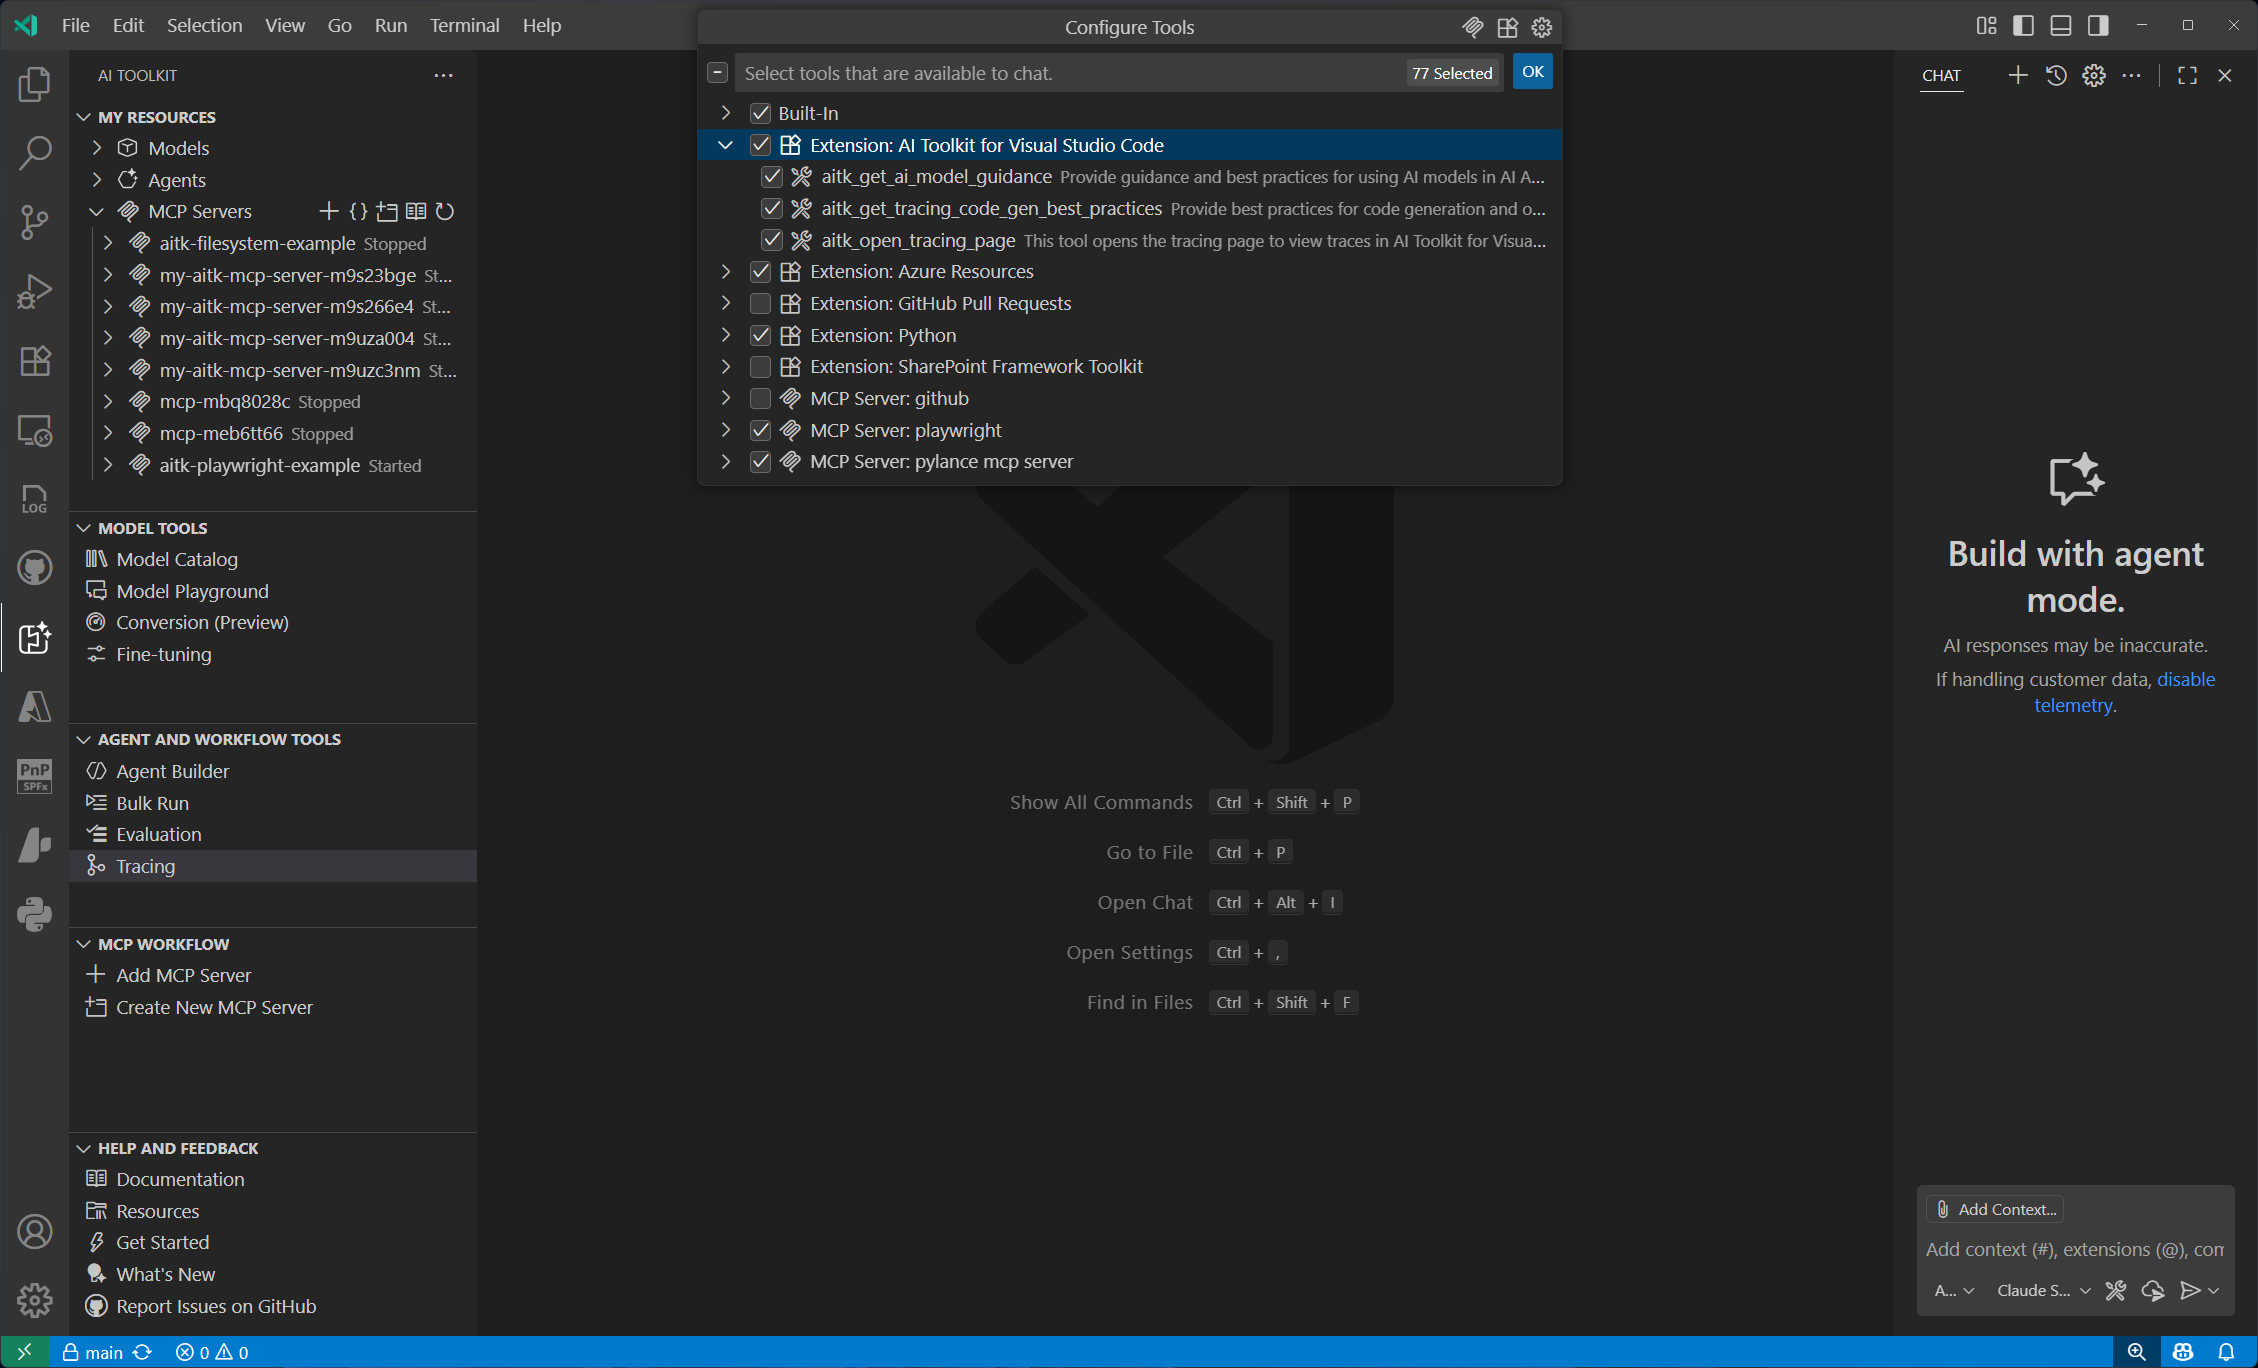 File Edit Selection View Go Run Terminal Help
Configure Tools
Select tools that are available to chat.
77 Selected
OK
Built-In
Extension: AI Toolkit for Visual Studio Code
aitk_get_ai_model_guidance Provide guidance and best practices for using AI models in AI A...
aitk_get_tracing_code_gen_best_practices Provide best practices for code generation and o...
aitk_open_tracing_page This tool opens the tracing page to view traces in AI Toolkit for Visua...
Extension: Azure Resources
Extension: GitHub Pull Requests
Extension: Python
Extension: SharePoint Framework Toolkit
MCP Server: github
MCP Server: playwright
MCP Server: pylance mcp server
AI TOOLKIT
MY RESOURCES
Models
Agents
MCP Servers
aitk-filesystem-example Stopped
my-aitk-mcp-server-m9s23bge St...
my-aitk-mcp-server-m9s266e4 St...
my-aitk-mcp-server-m9uza004 St...
my-aitk-mcp-server-m9uzc3nm St...
mcp-mbq8028c Stopped
mcp-meb6tt66 Stopped
aitk-playwright-example Started
MODEL TOOLS
Model Catalog
Model Playground
Conversion (Preview)
Fine-tuning
AGENT AND WORKFLOW TOOLS
Agent Builder
Bulk Run
Evaluation
Tracing
MCP WORKFLOW
Add MCP Server
Create New MCP Server
HELP AND FEEDBACK
Documentation
Resources
Get Started
What's New
Report Issues on GitHub
LOG
PnP
SPFx
Show All Commands Ctrl + Shift + P
Go to File Ctrl + P
Open Chat Ctrl + Alt + I
Open Settings Ctrl + ,
Find in Files Ctrl + Shift + F
CHAT
Build with agent
mode.
AI responses may be inaccurate.
If handling customer data, disable
telemetry.
Add Context...
Add context (#), extensions (@), com
A... Claude S...
main 0 0